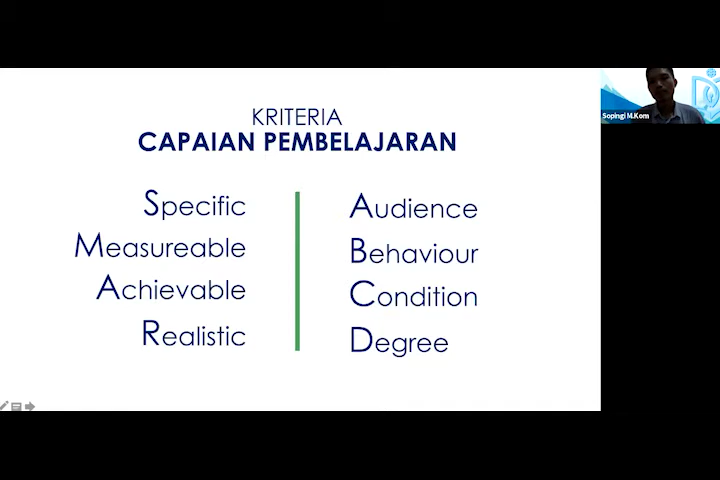 KRITERIA
CAPAIAN PEMBELAJARAN
Specific
Measureable
Achievable
Realistic
Audience
Behaviour
Condition
Degree
Sopingi M.Kom